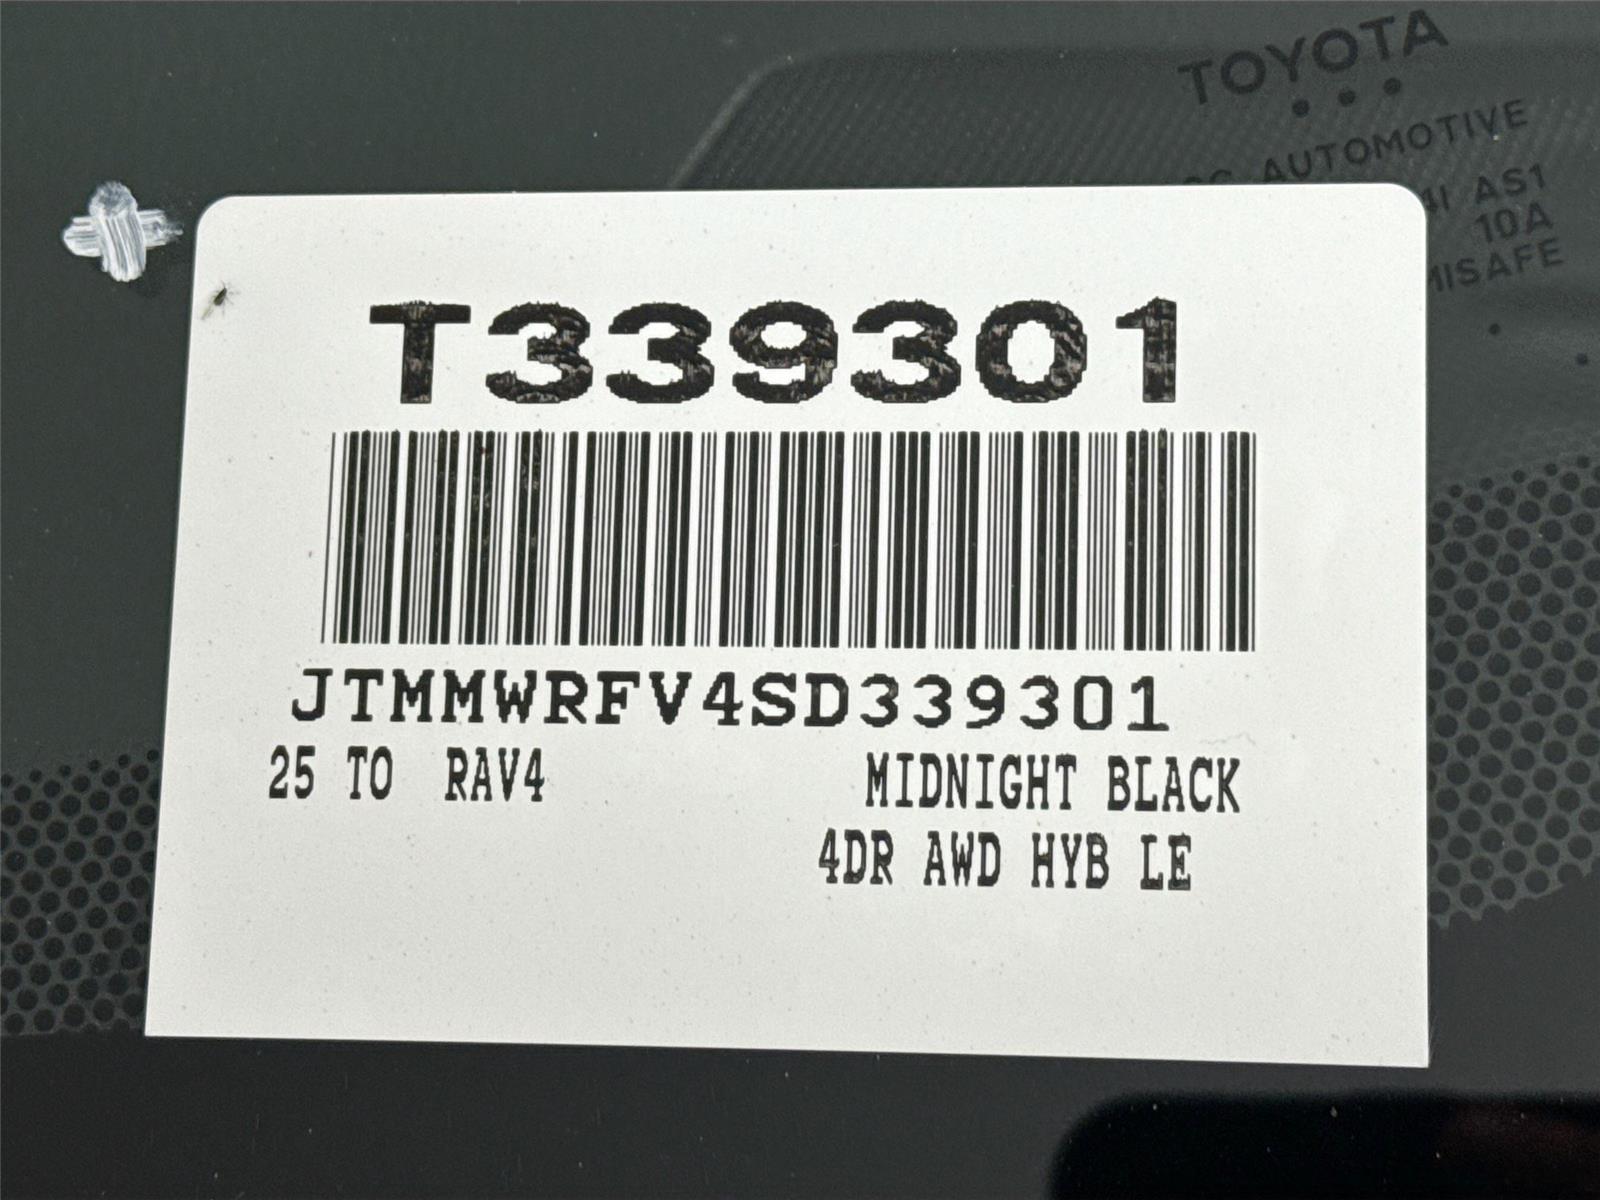 TOYOTA
AUTOMOTIVE
AS1
10A
T339301
JTMMWRFV4SD339301
25 TO RAV4
MIDNIGHT BLACK
4DR AWD HYB LE